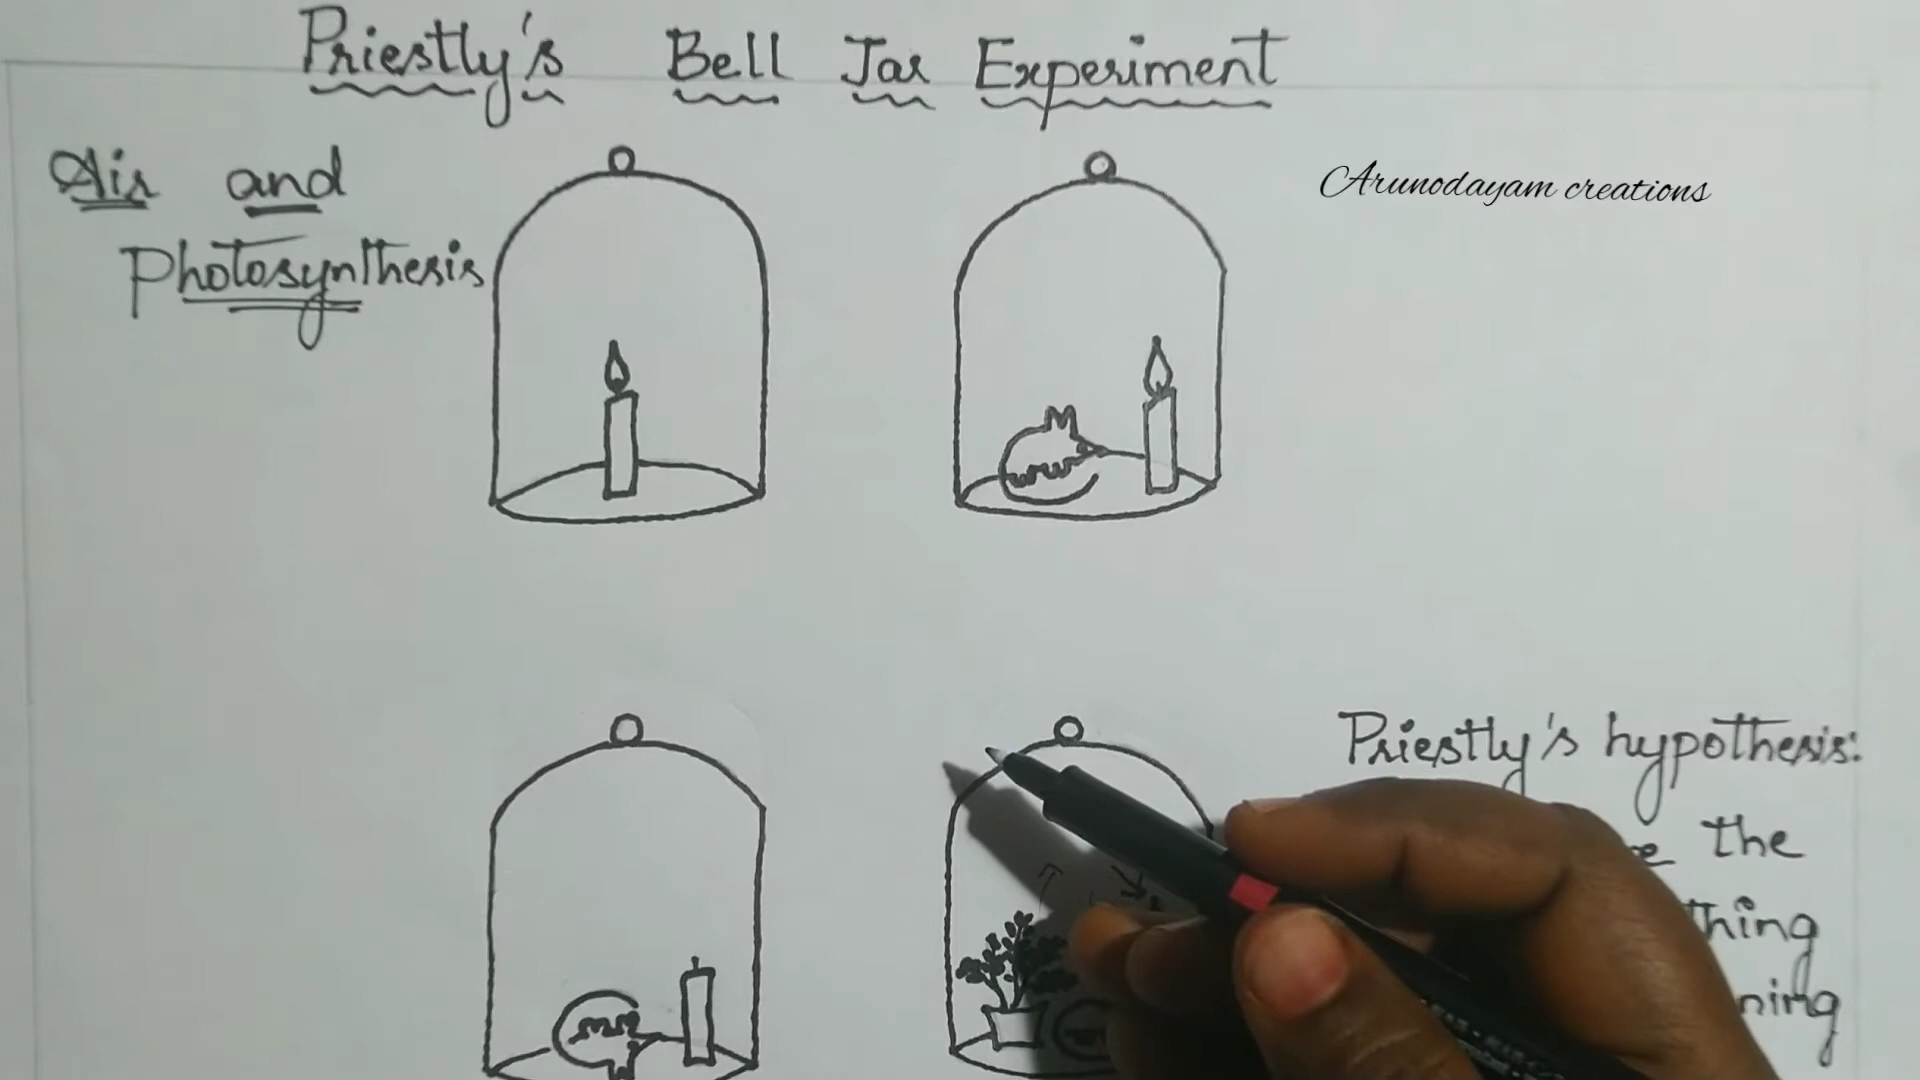 Priestly's Bell Jar Experiment
Air and
Photosynthesis
Arunodayam creations
Priestly's hypothesis:
the